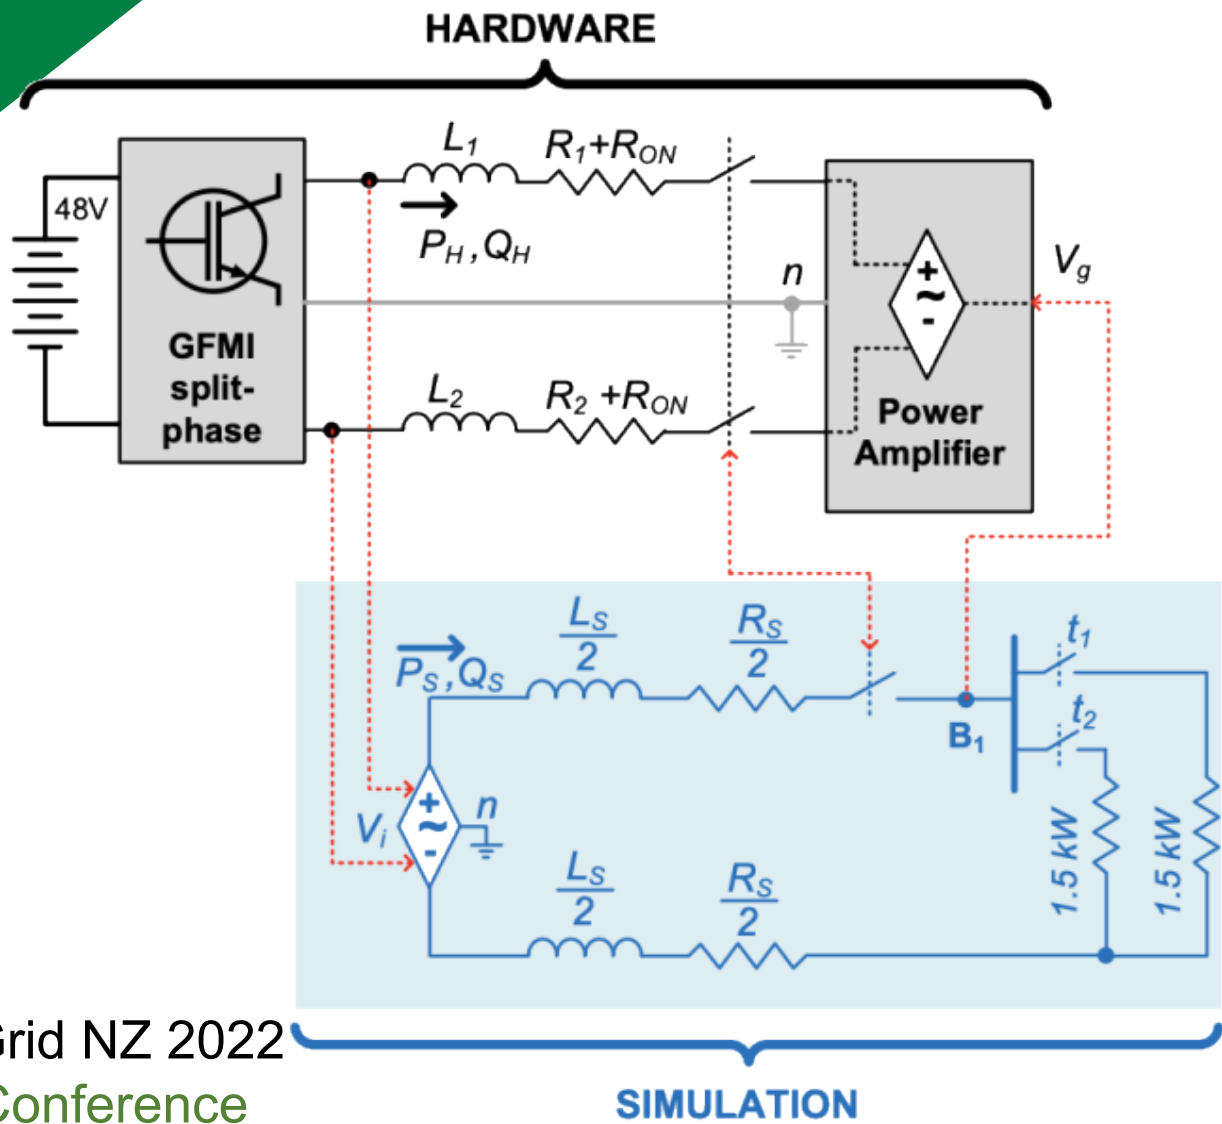 HARDWARE
L1
R1+RON
48V
PH,QH
n
Vg
GFMI
split-
phase
L2
R2 +RON
Power
Amplifier
LS
2
RS
2
t1
PS,QS
t2
B1
Vi
n
1.5 kW
1.5 kW
LS
2
RS
2
Grid NZ 2022
Conference
SIMULATION